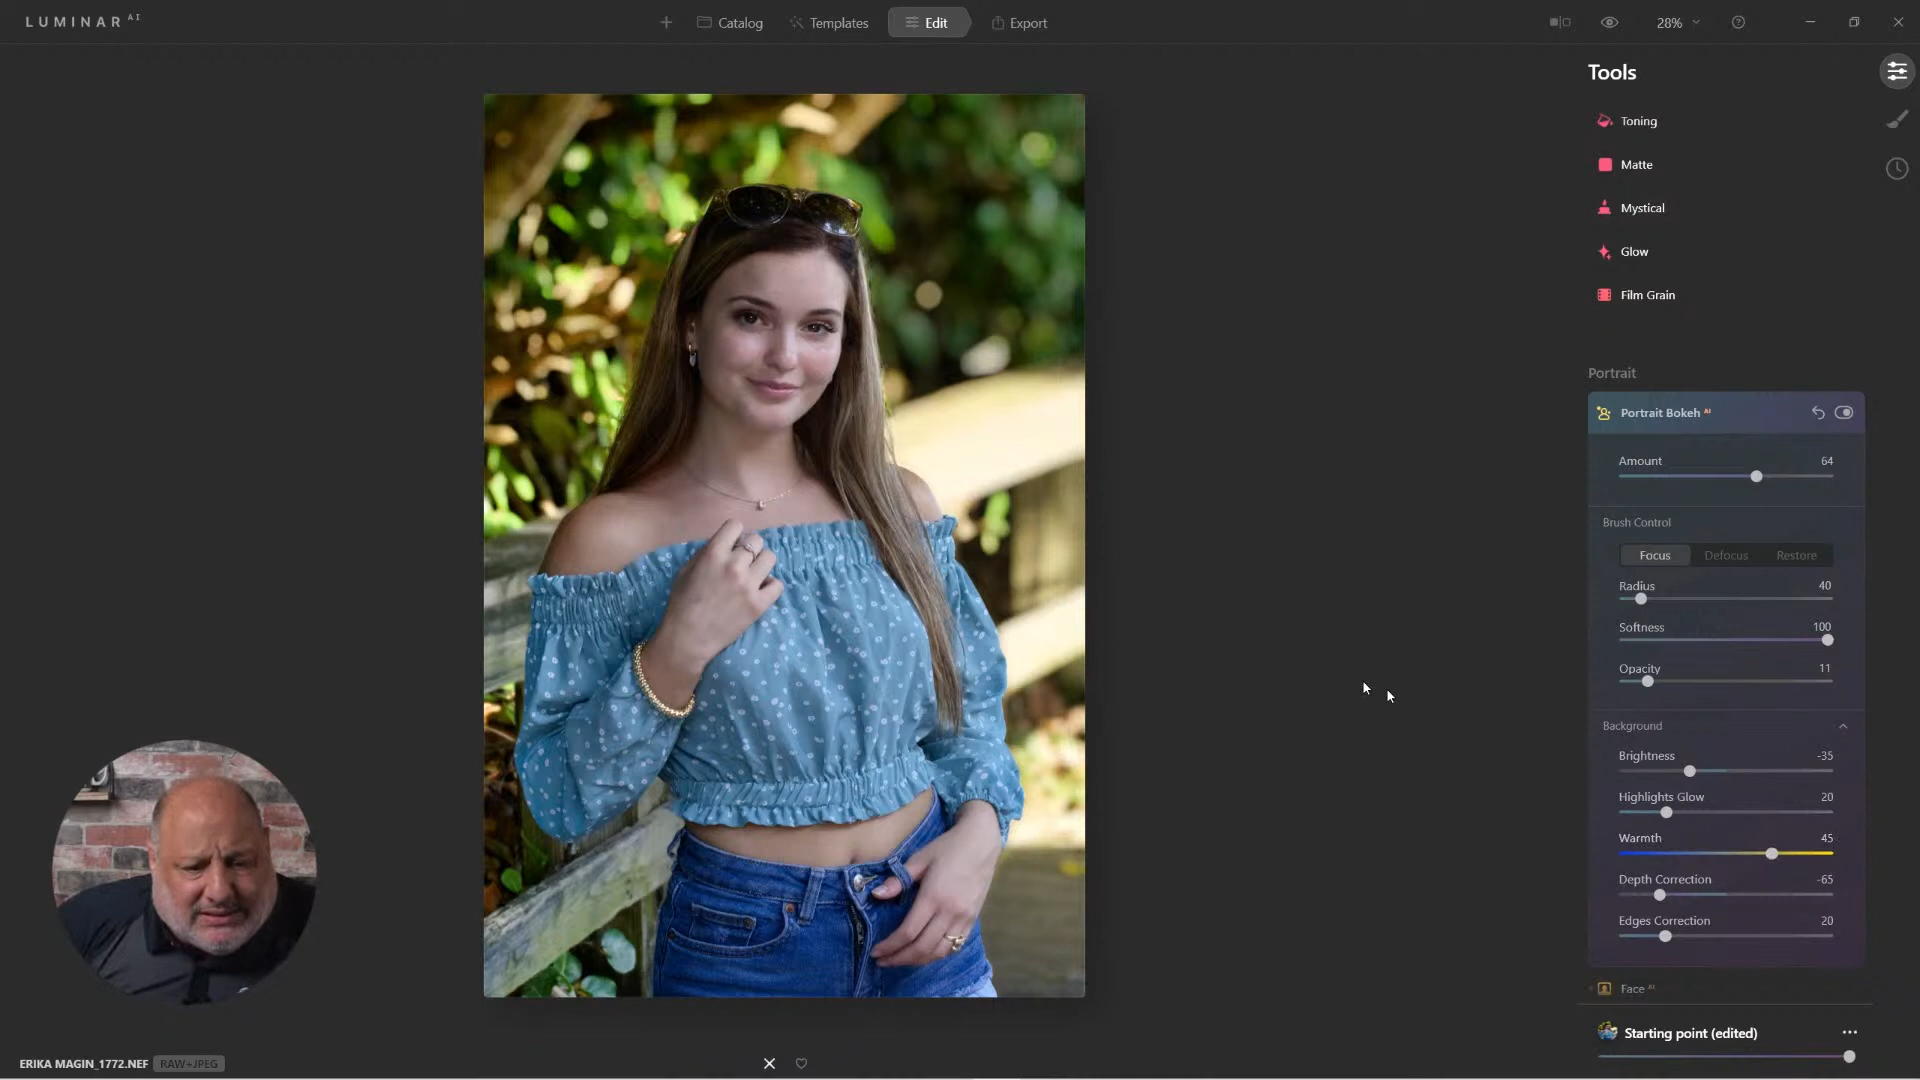 LUMINAR AI
Catalog
Templates
Edit
Export
28%
Tools
Toning
Matte
Mystical
Glow
Film Grain
Portrait
Portrait Bokeh AI
Amount 64
Brush Control
Focus Defocus Restore
Radius 40
Softness 100
Opacity 11
Background
Brightness -35
Highlights Glow 20
Warmth 45
Depth Correction -65
Edges Correction 20
Face AI
Starting point (edited)
ERIKA MAGIN_1772.NEF RAW+JPEG